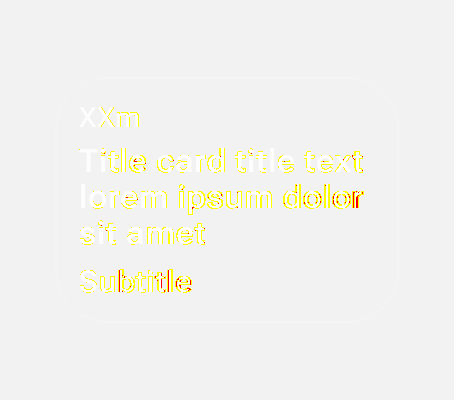 XXm
Title card title text
lorem ipsum dolor
sit amet
Subtitle